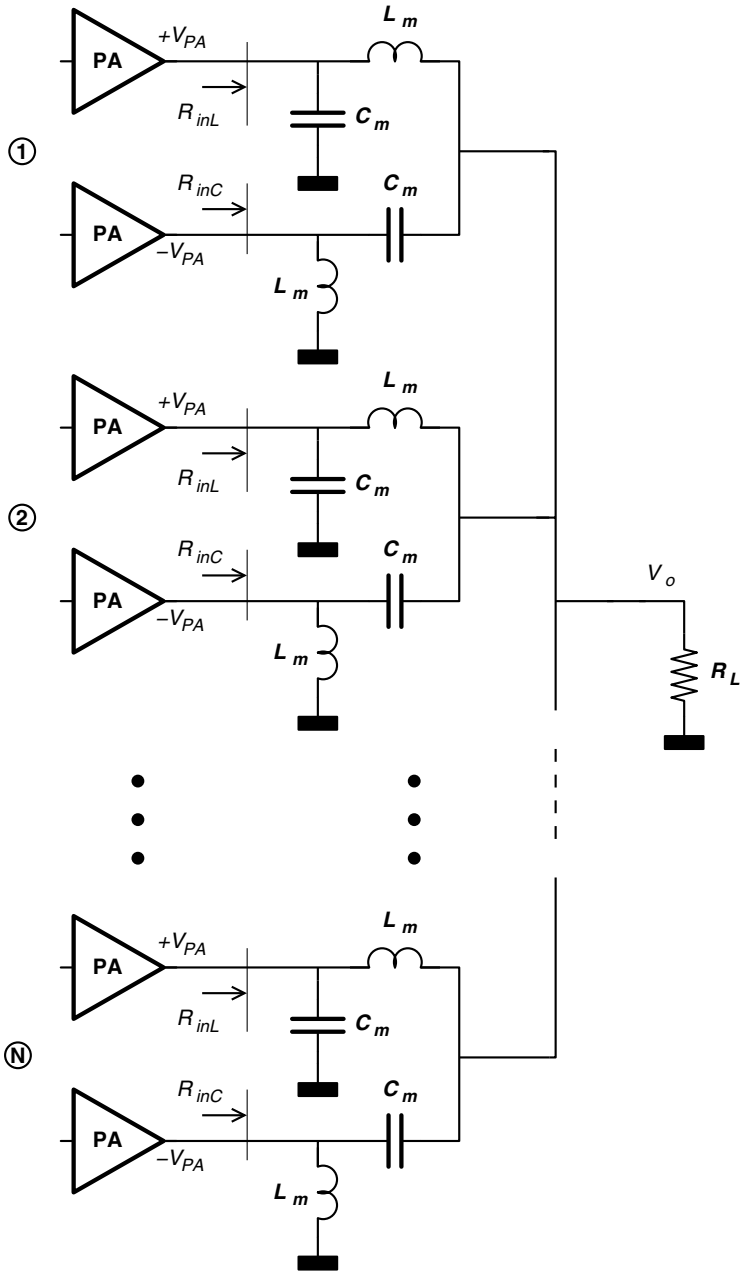 +V_PA
L_m
PA
R_inL
C_m
①
R_inC
C_m
PA
−V_PA
L_m
+V_PA
L_m
PA
R_inL
C_m
②
R_inC
C_m
PA
−V_PA
L_m
V_o
R_L
+V_PA
L_m
PA
R_inL
C_m
Ⓝ
R_inC
C_m
PA
−V_PA
L_m